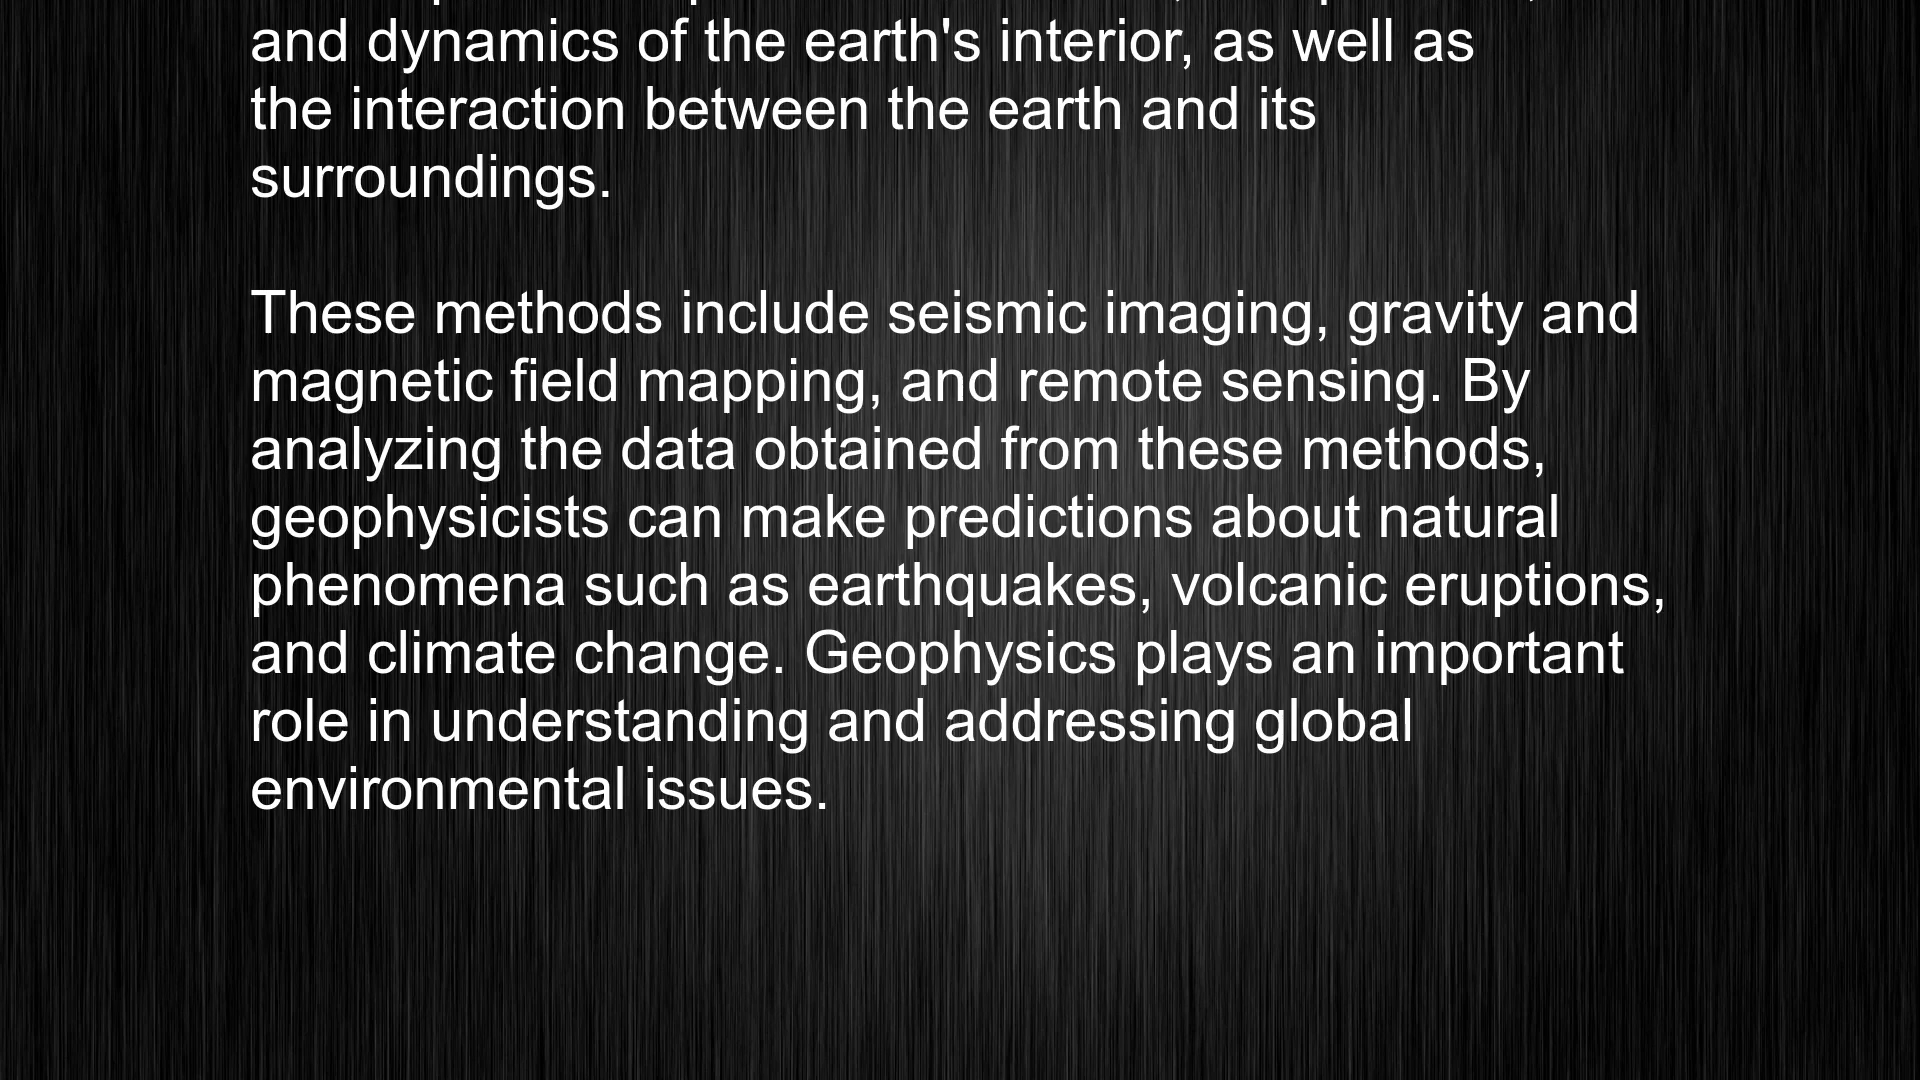 and dynamics of the earth's interior, as well as
the interaction between the earth and its
surroundings.
These methods include seismic imaging, gravity and
magnetic field mapping, and remote sensing. By
analyzing the data obtained from these methods,
geophysicists can make predictions about natural
phenomena such as earthquakes, volcanic eruptions,
and climate change. Geophysics plays an important
role in understanding and addressing global
environmental issues.